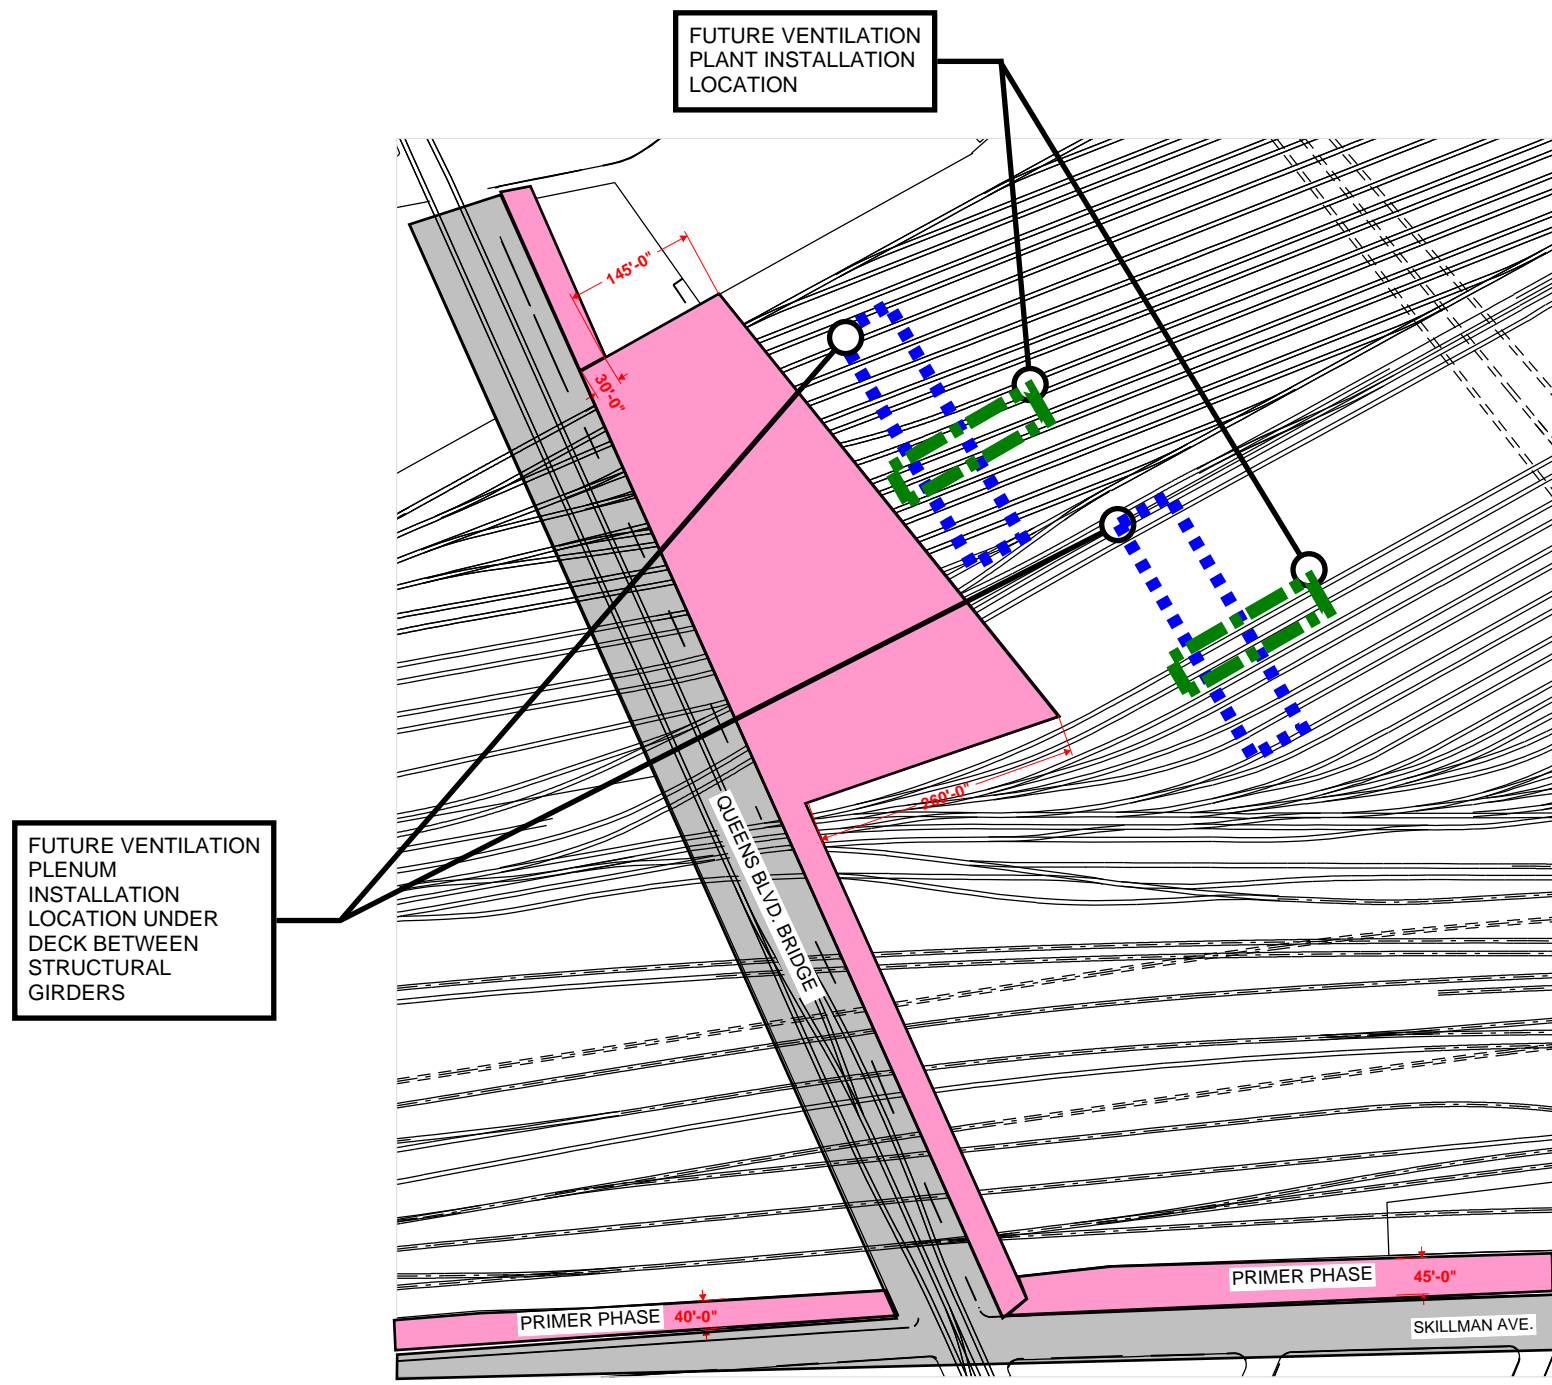 FUTURE VENTILATION
PLANT INSTALLATION
LOCATION
145'-0"
30'-0"
260'-0"
QUEENS BLVD. BRIDGE
FUTURE VENTILATION
PLENUM
INSTALLATION
LOCATION UNDER
DECK BETWEEN
STRUCTURAL
GIRDERS
PRIMER PHASE 45'-0"
PRIMER PHASE 40'-0"
SKILLMAN AVE.